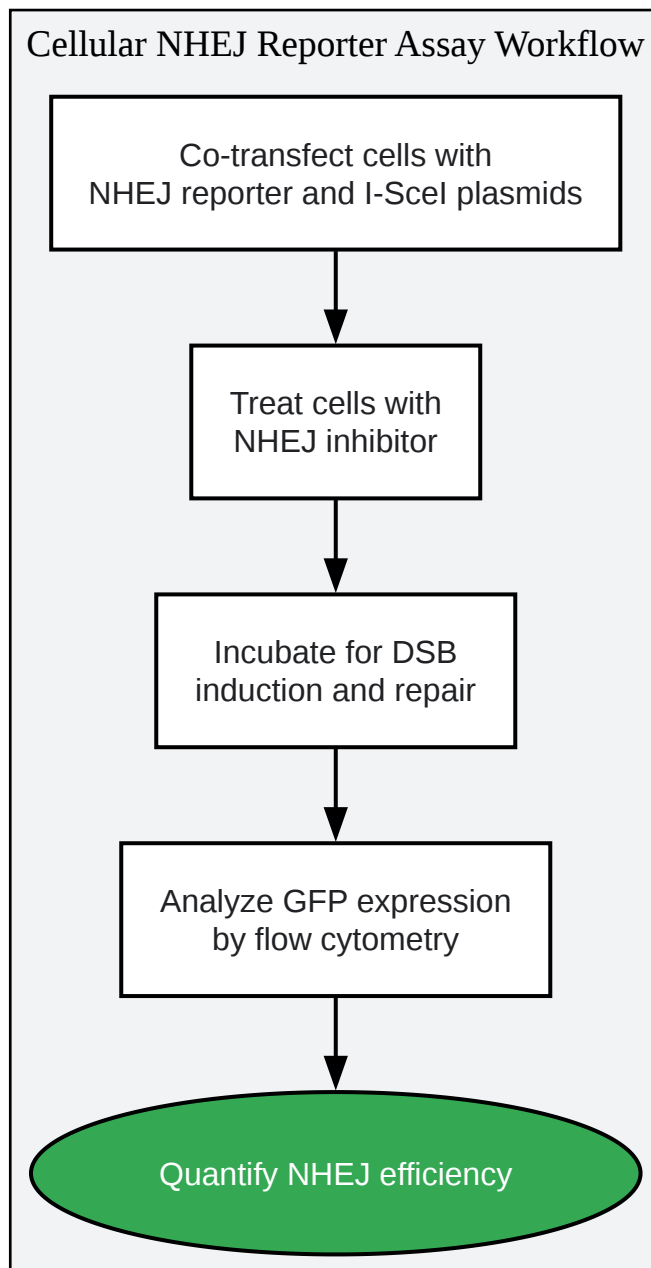 Cellular NHEJ Reporter Assay Workflow
Co-transfect cells with
NHEJ reporter and I-SceI plasmids
Treat cells with
NHEJ inhibitor
Incubate for DSB
induction and repair
Analyze GFP expression
by flow cytometry
Quantify NHEJ efficiency